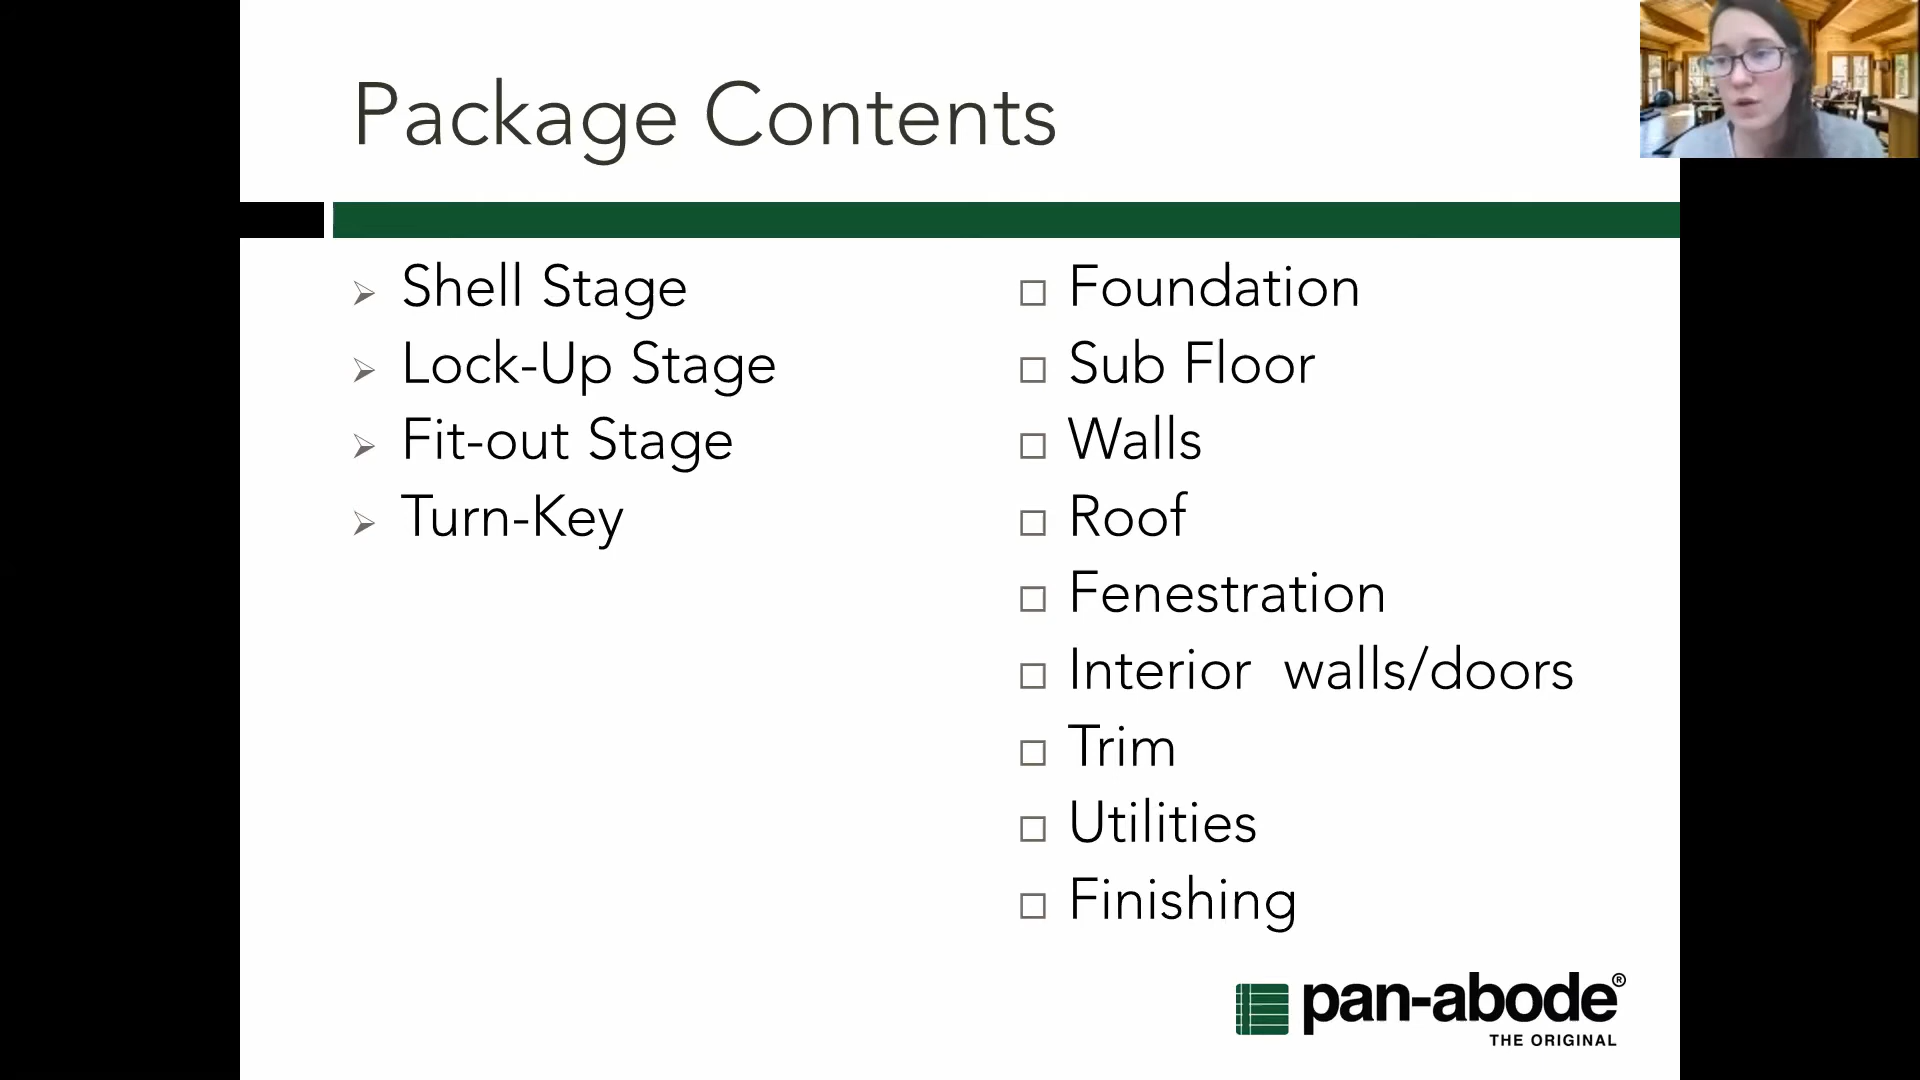 Package Contents
Shell Stage
Lock-Up Stage
Fit-out Stage
Turn-Key
Foundation
Sub Floor
Walls
Roof
Fenestration
Interior walls/doors
Trim
Utilities
Finishing
pan-abode®
THE ORIGINAL